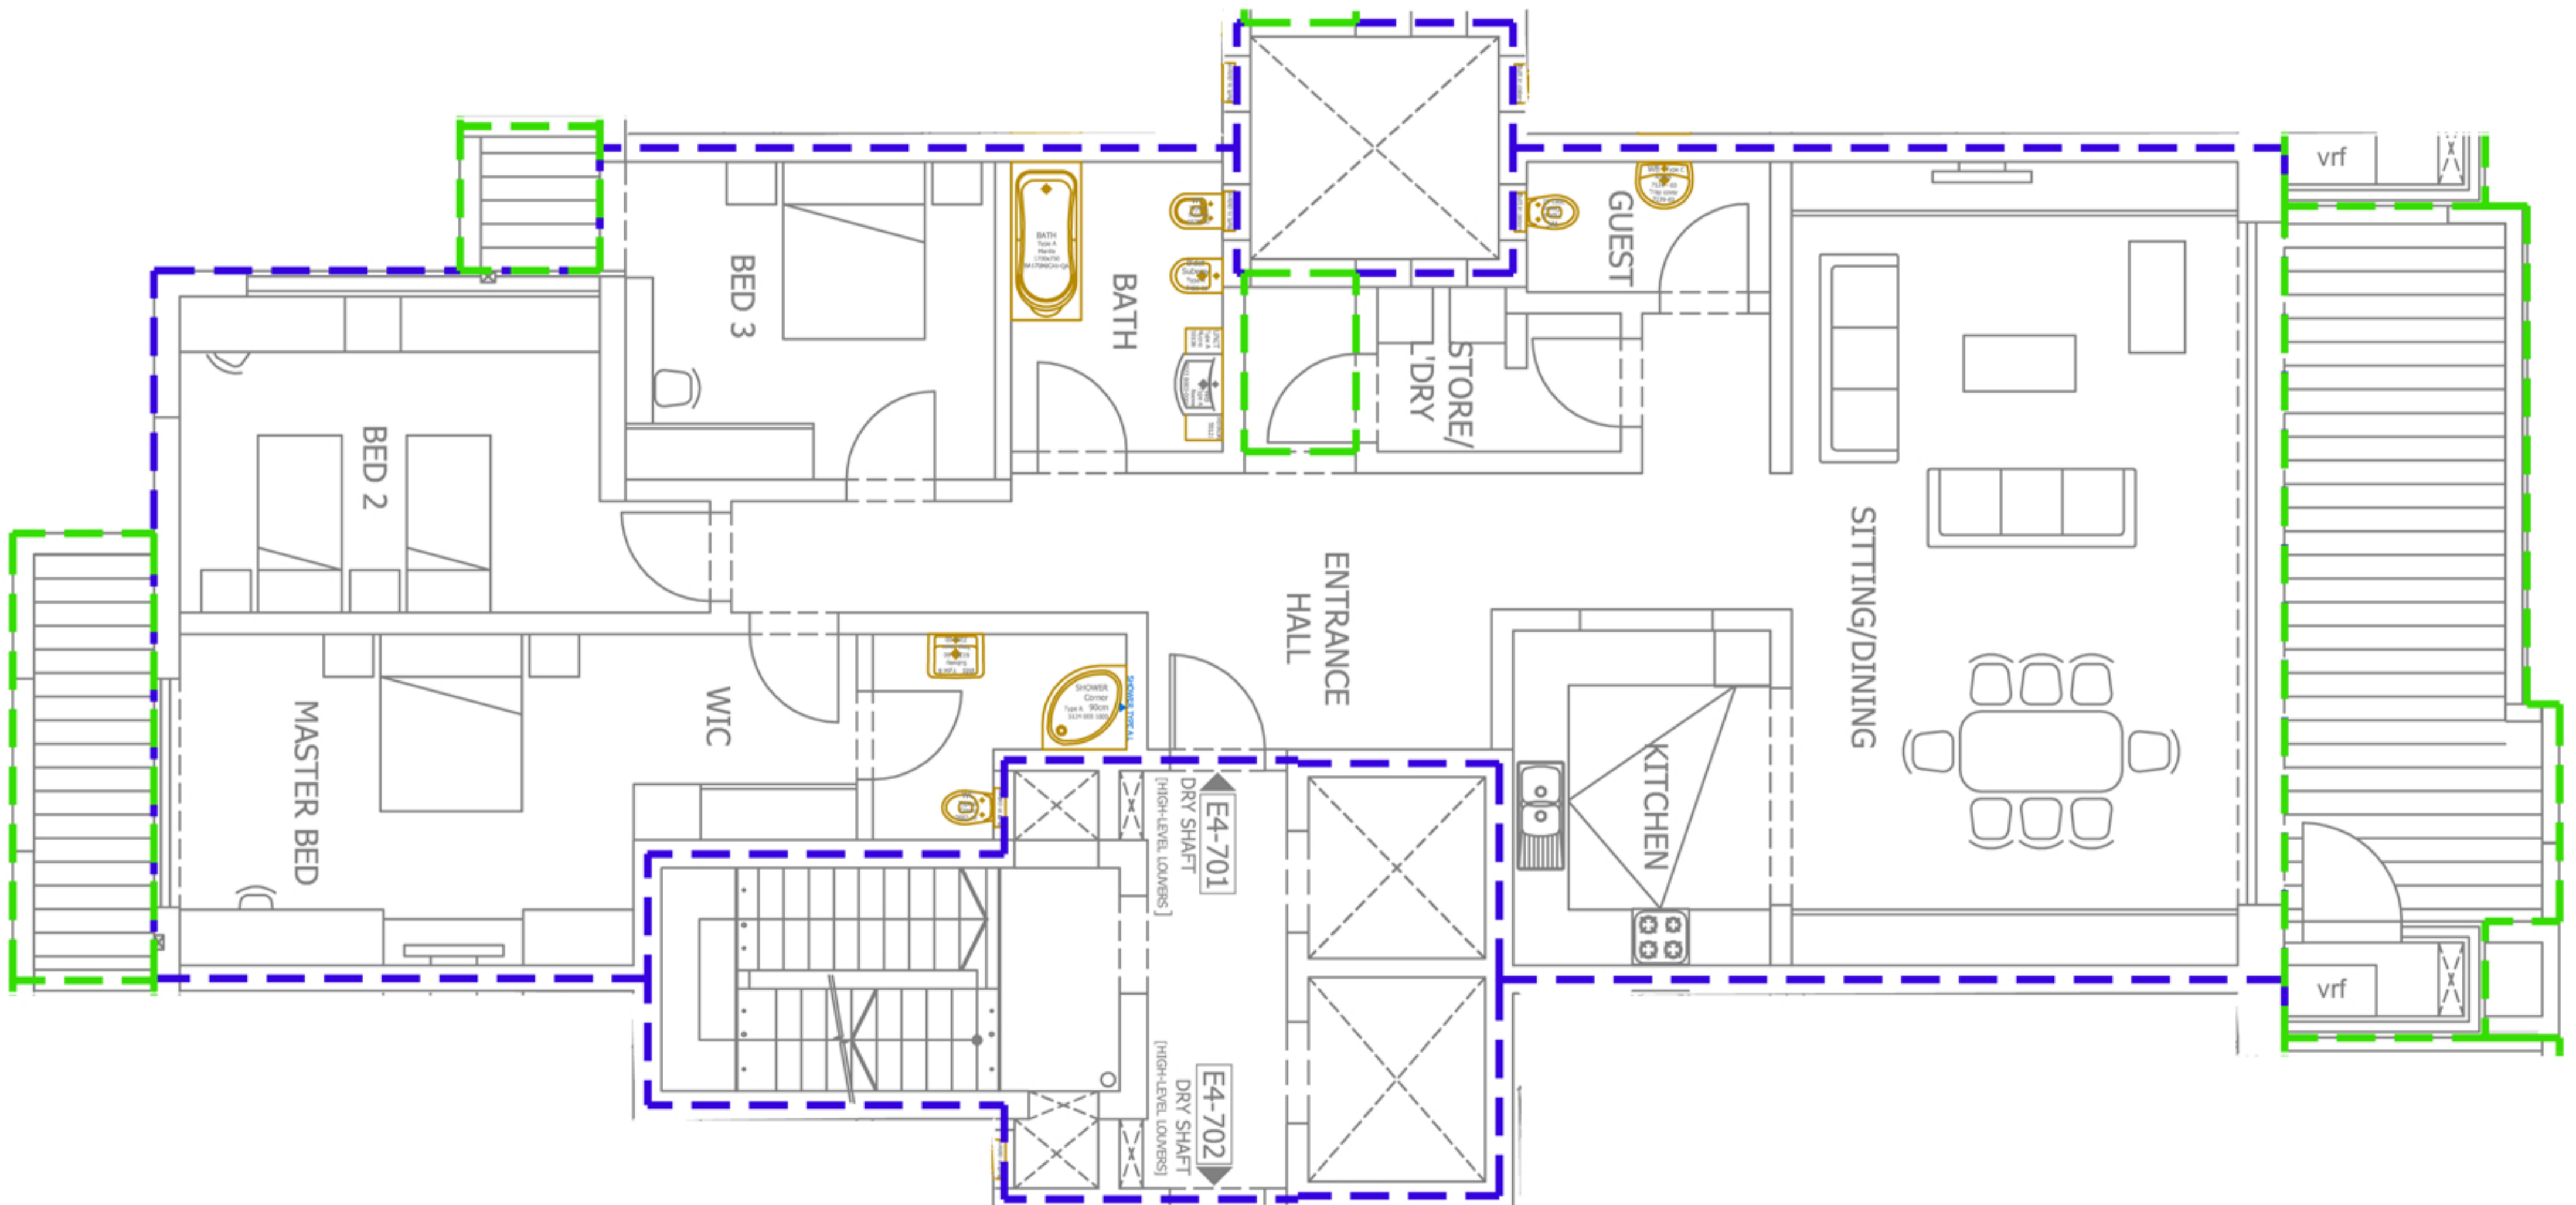 vrf
GUEST
BED 3
BATH
BATH
Type A
STORE/
L'DRY
BED 2
SITTING/DINING
ENTRANCE
HALL
MASTER BED
WIC
SHOWER
Corner
Type A 90cm
KITCHEN
E4-701
DRY SHAFT
[HIGH-LEVEL LOUVERS]
E4-702
DRY SHAFT
[HIGH-LEVEL LOUVERS]
vrf